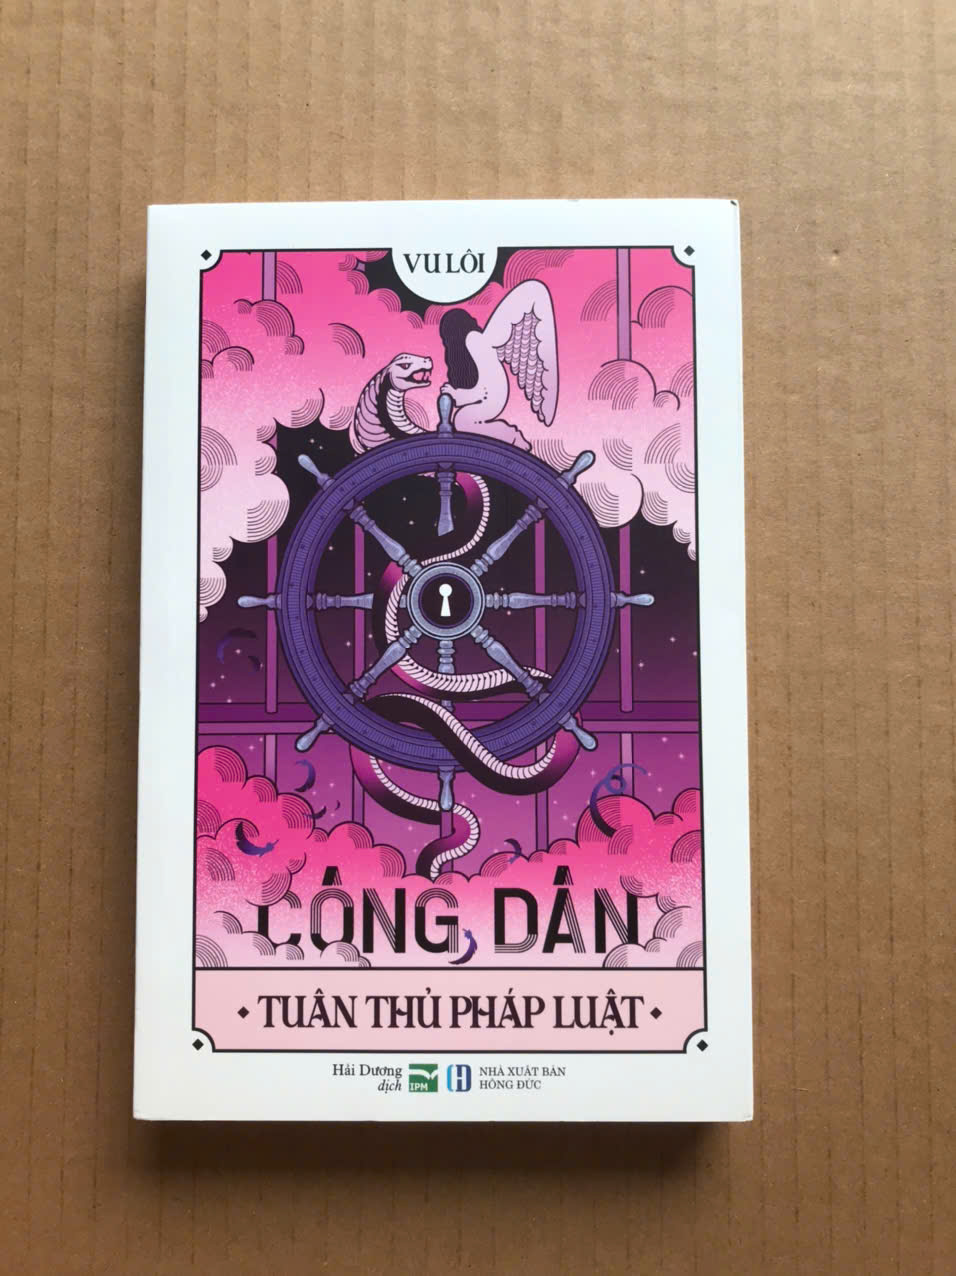 VU LÔI
CÔNG DÂN
TUÂN THỦ PHÁP LUẬT
Hải Dương
dịch
IPM
NHÀ XUẤT BẢN
HỒNG ĐỨC